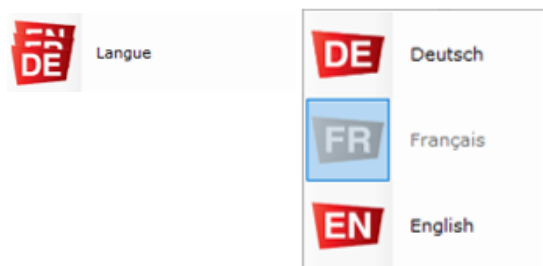 EN
DE Langue
DE Deutsch
FR Français
EN English